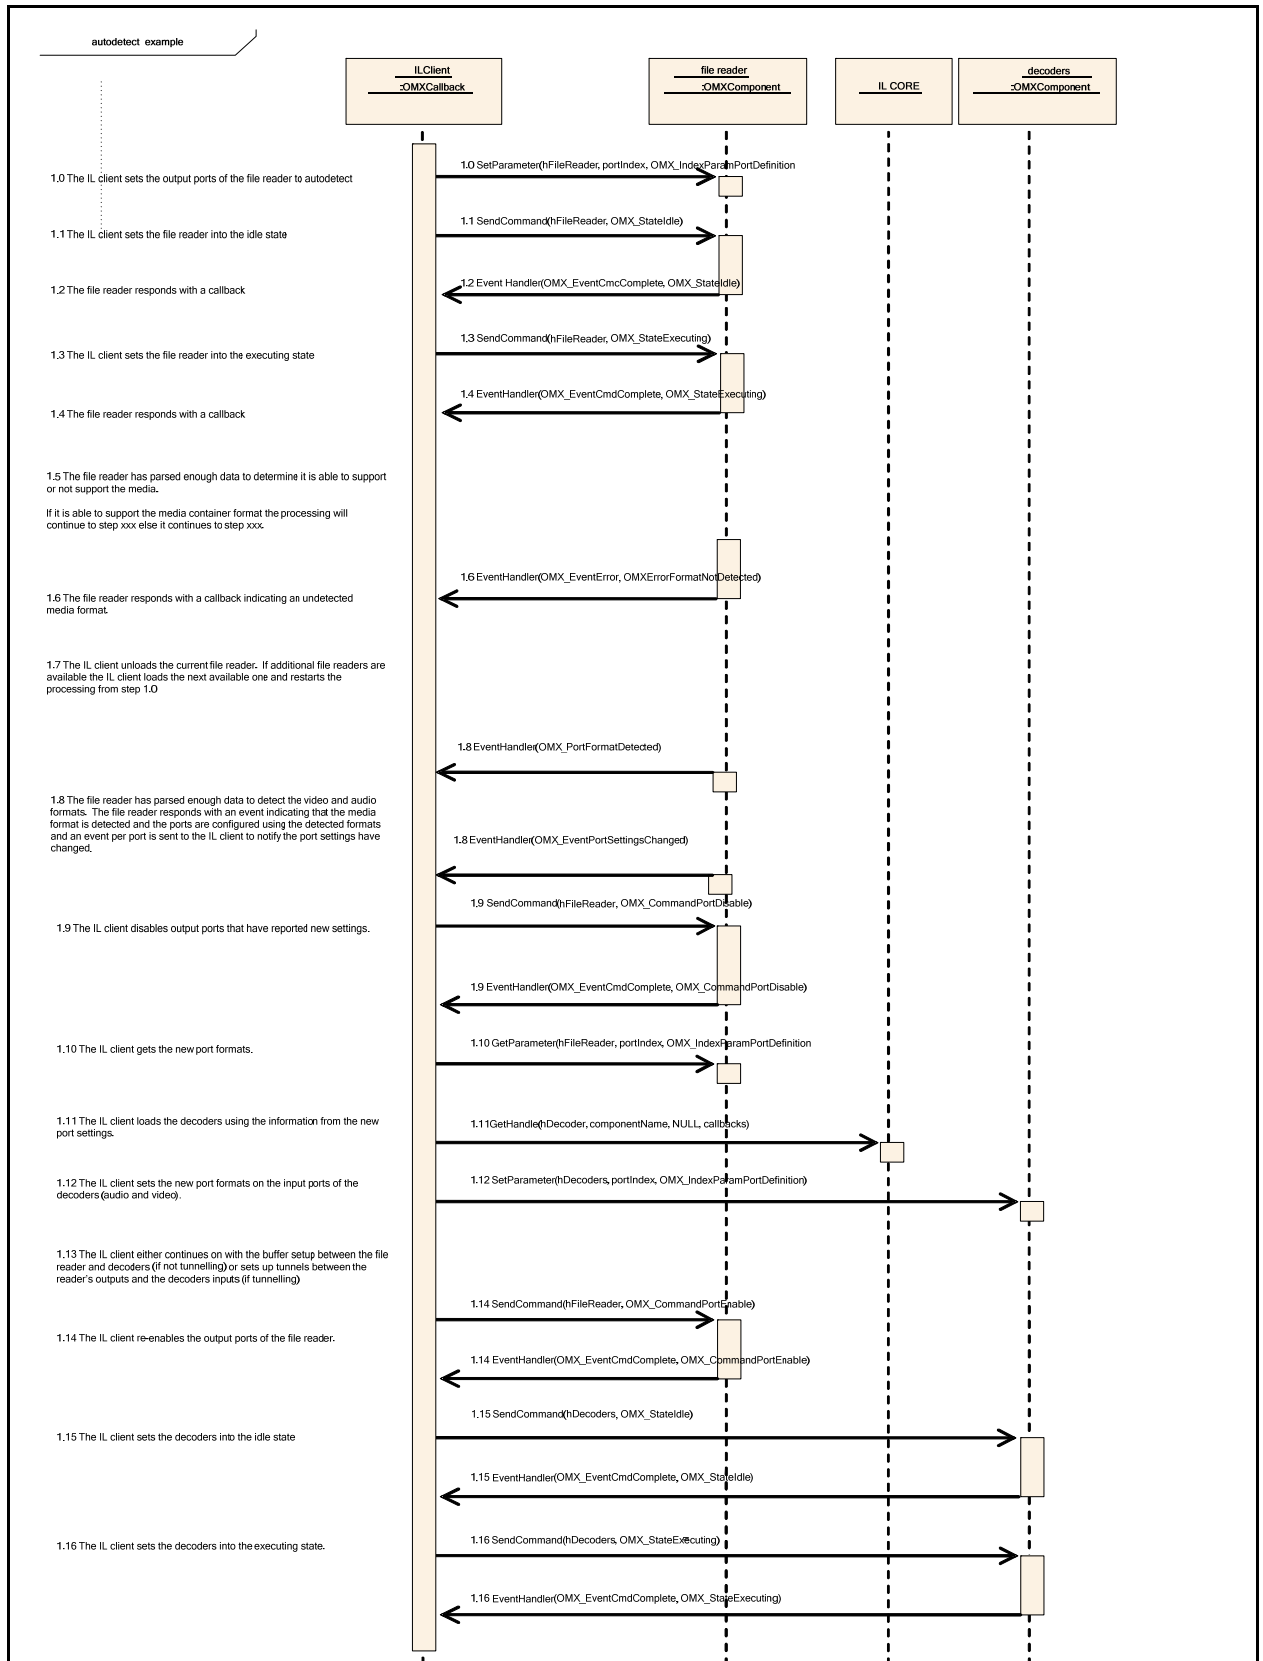 autodetect example
ILClient
:OMXCallback
file reader
:OMXComponent
IL CORE
decoders
:OMXComponent
1.0 SetParameter(hFileReader, portIndex, OMX_IndexParamPortDefinition
1.0 The IL client sets the output ports of the file reader to autodetect
1.1 SendCommand(hFileReader, OMX_StateIdle)
1.1 The IL client sets the file reader into the idle state
1.2 Event Handler(OMX_EventCmcComplete, OMX_StateIdle)
1.2 The file reader responds with a callback
1.3 SendCommand(hFileReader, OMX_StateExecuting)
1.3 The IL client sets the file reader into the executing state
1.4 EventHandler(OMX_EventCmdComplete, OMX_StateExecuting)
1.4 The file reader responds with a callback
1.5 The file reader has parsed enough data to determine it is able to support
or not support the media.
If it is able to support the media container format the processing will
continue to step xxx else it continues to step xxx.
1.6 EventHandler(OMX_EventError, OMXErrorFormatNotDetected)
1.6 The file reader responds with a callback indicating an undetected
media format.
1.7 The IL client unloads the current file reader. If additional file readers are
available the IL client loads the next available one and restarts the
processing from step 1.0
1.8 EventHandler(OMX_PortFormatDetected)
1.8 The file reader has parsed enough data to detect the video and audio
formats. The file reader responds with an event indicating that the media
format is detected and the ports are configured using the detected formats
and an event per port is sent to the IL client to notify the port settings have
changed.
1.8 EventHandler(OMX_EventPortSettingsChanged)
1.9 SendCommand(hFileReader, OMX_CommandPortDisable)
1.9 The IL client disables output ports that have reported new settings.
1.9 EventHandler(OMX_EventCmdComplete, OMX_CommandPortDisable)
1.10 GetParameter(hFileReader, portIndex, OMX_IndexParamPortDefinition
1.10 The IL client gets the new port formats.
1.11 The IL client loads the decoders using the information from the new
port settings.
1.11GetHandle(hDecoder, componentName, NULL, callbacks)
1.12 The IL client sets the new port formats on the input ports of the
decoders (audio and video).
1.12 SetParameter(hDecoders, portIndex, OMX_IndexParamPortDefinition)
1.13 The IL client either continues on with the buffer setup between the file
reader and decoders (if not tunnelling) or sets up tunnels between the
reader's outputs and the decoders inputs (if tunnelling)
1.14 SendCommand(hFileReader, OMX_CommandPortEnable)
1.14 The IL client re-enables the output ports of the file reader.
1.14 EventHandler(OMX_EventCmdComplete, OMX_CommandPortEnable)
1.15 SendCommand(hDecoders, OMX_StateIdle)
1.15 The IL client sets the decoders into the idle state
1.15 EventHandler(OMX_EventCmdComplete, OMX_StateIdle)
1.16 SendCommand(hDecoders, OMX_StateExecuting)
1.16 The IL client sets the decoders into the executing state.
1.16 EventHandler(OMX_EventCmdComplete, OMX_StateExecuting)